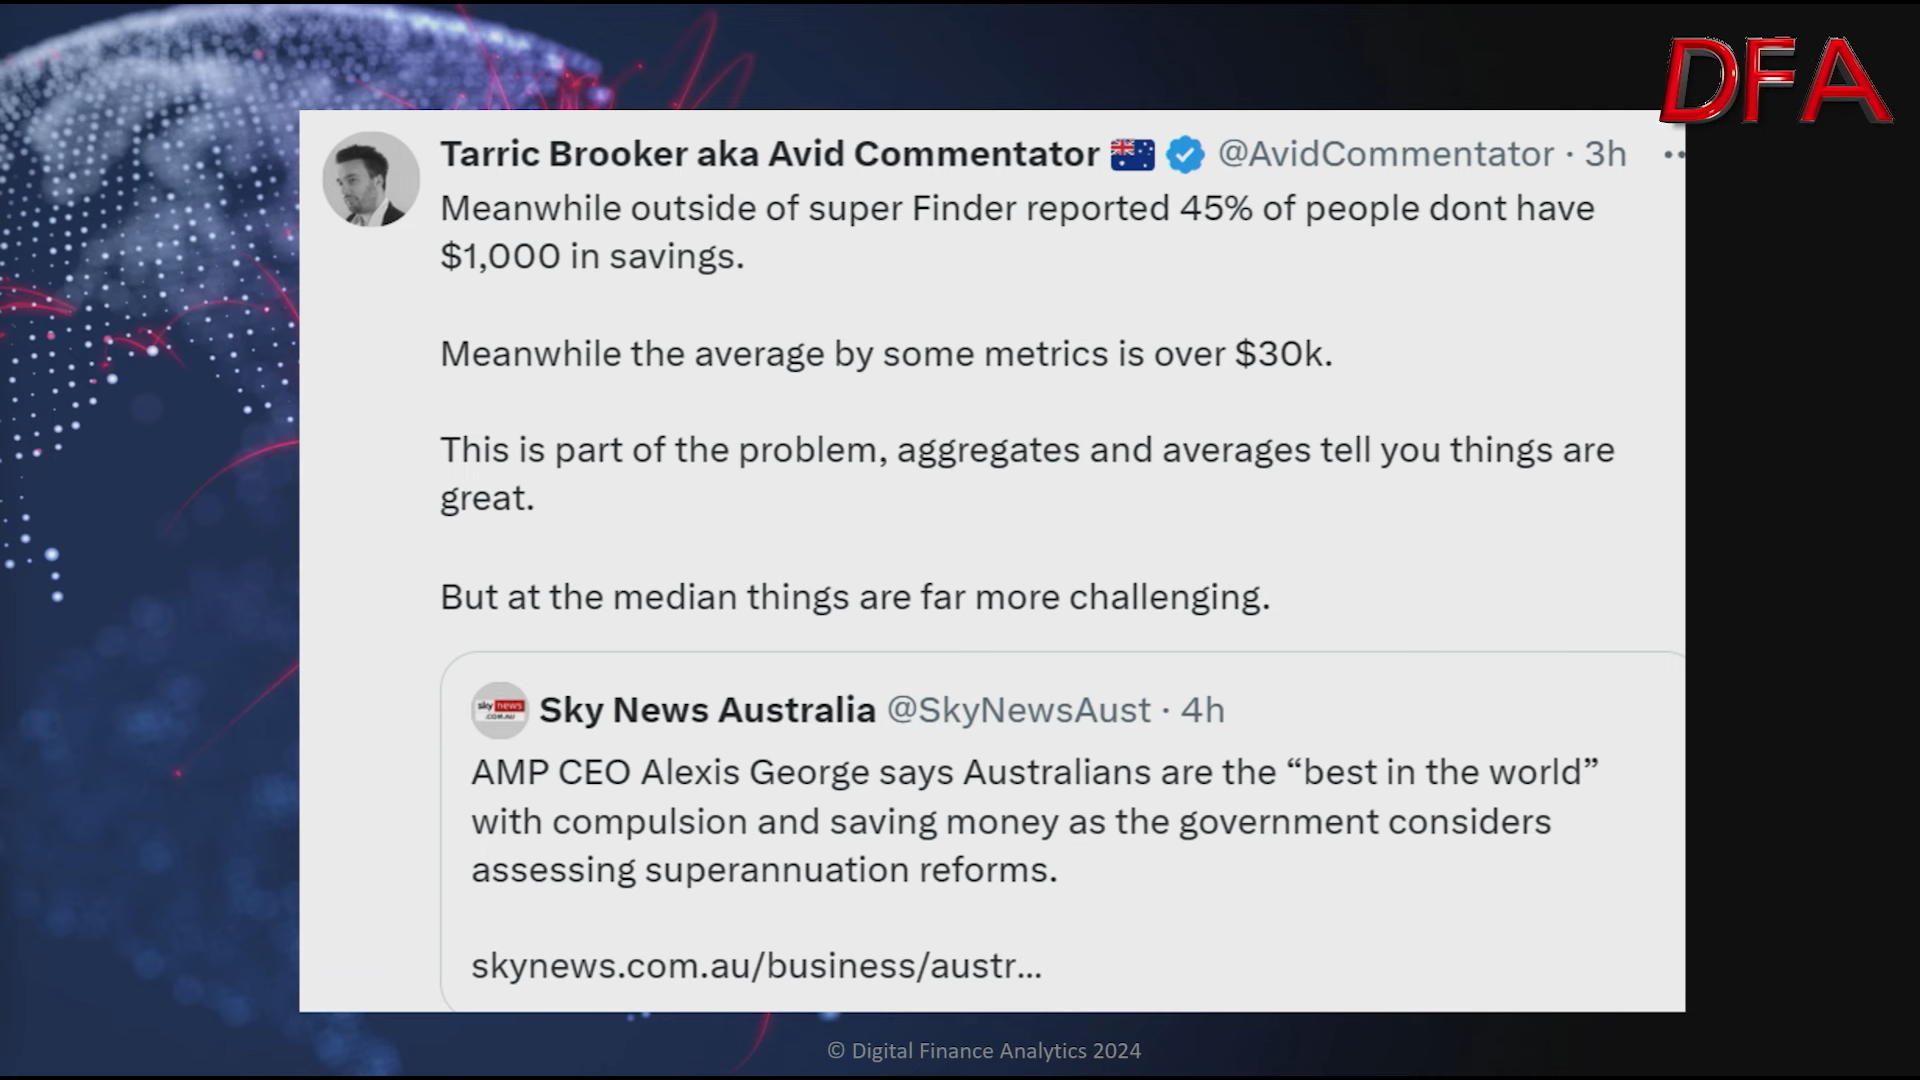 DFA
Tarric Brooker aka Avid Commentator @AvidCommentator · 3h
Meanwhile outside of super Finder reported 45% of people dont have
$1,000 in savings.
Meanwhile the average by some metrics is over $30k.
This is part of the problem, aggregates and averages tell you things are
great.
But at the median things are far more challenging.
sky news
.COM.AU
Sky News Australia @SkyNewsAust · 4h
AMP CEO Alexis George says Australians are the “best in the world”
with compulsion and saving money as the government considers
assessing superannuation reforms.
skynews.com.au/business/austr...
© Digital Finance Analytics 2024